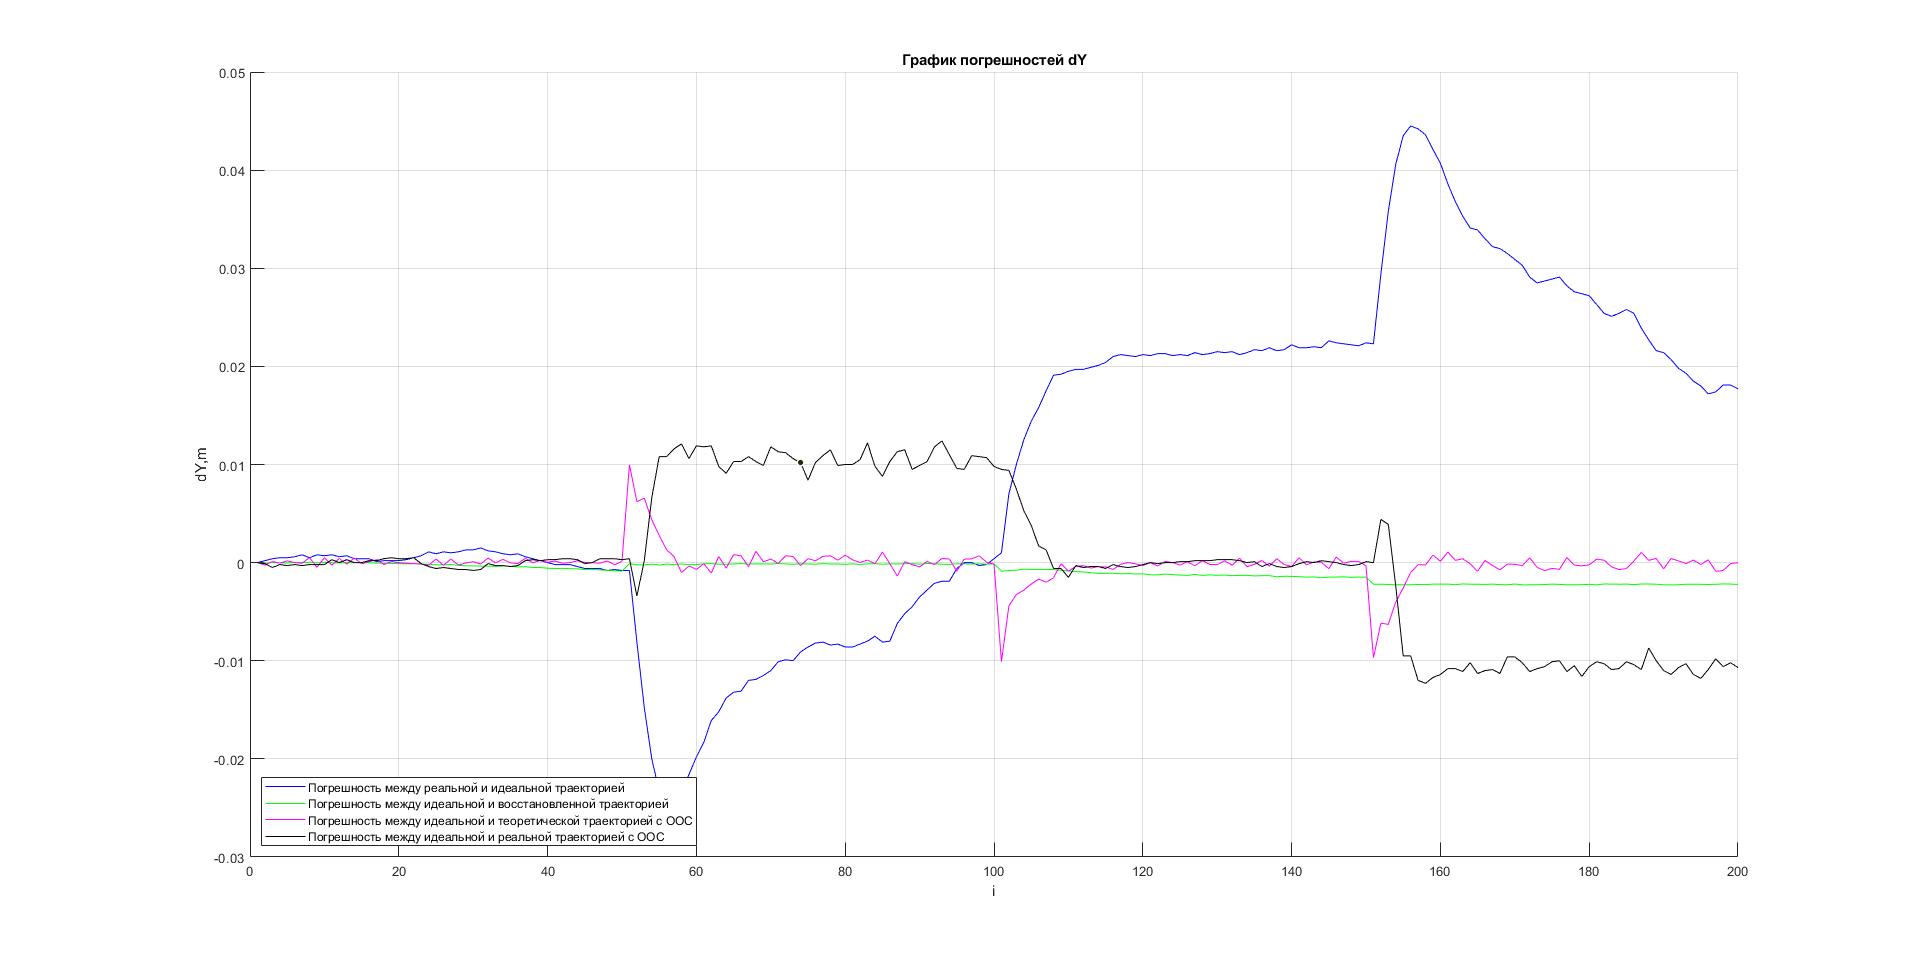 График погрешностей dY
0.05
0.04
0.03
0.02
0.01
0
-0.01
-0.02
-0.03
dY,m
Погрешность между реальной и идеальной траекторией
Погрешность между идеальной и восстановленной траекторией
Погрешность между идеальной и теоретической траекторией с ООС
Погрешность между идеальной и реальной траекторией с ООС
0 20 40 60 80 100 120 140 160 180 200
i